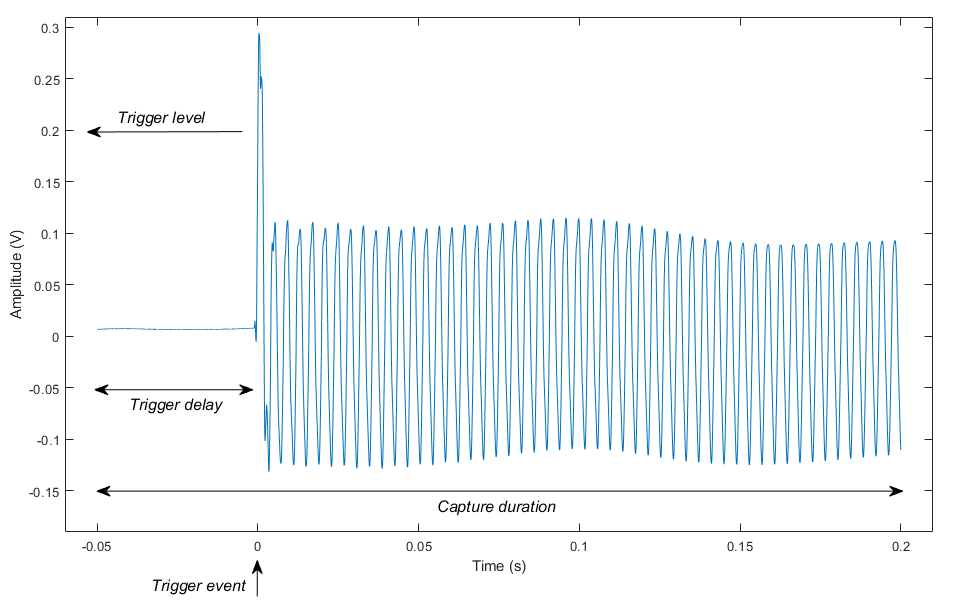 0.3
0.25
Trigger level
0.2
0.15
0.1
Amplitude (V)
0.05
0
-0.05
Trigger delay
-0.1
-0.15
Capture duration
-0.05 0 0.05 0.1 0.15 0.2
Time (s)
Trigger event